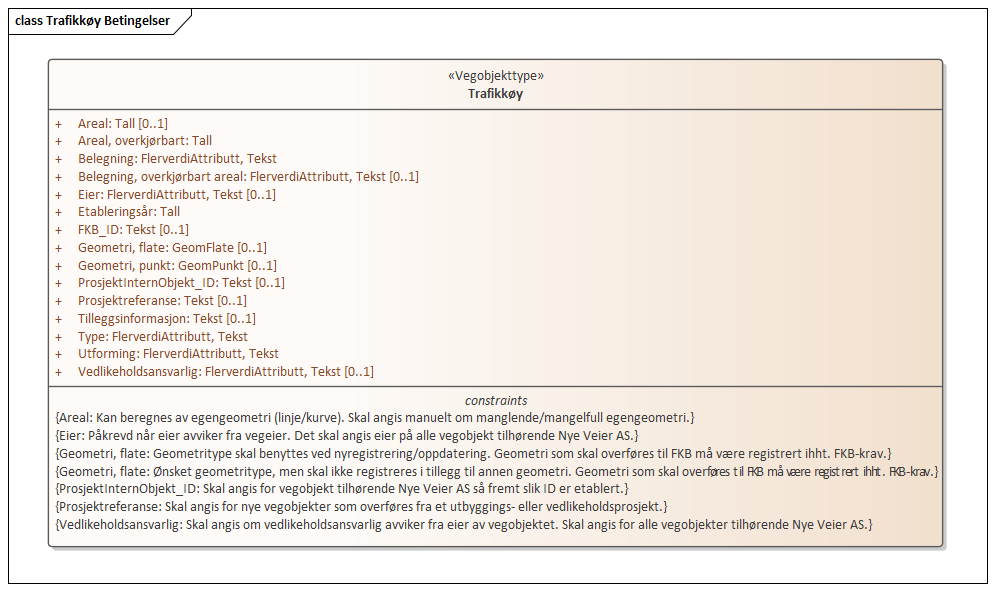 class Trafikkøy Betingelser
«Vegobjekttype»
Trafikkøy
+ Areal: Tall [0..1]
+ Areal, overkjørbart: Tall
+ Belegning: FlerverdiAttributt, Tekst
+ Belegning, overkjørbart areal: FlerverdiAttributt, Tekst [0..1]
+ Eier: FlerverdiAttributt, Tekst [0..1]
+ Etableringsår: Tall
+ FKB_ID: Tekst [0..1]
+ Geometri, flate: GeomFlate [0..1]
+ Geometri, punkt: GeomPunkt [0..1]
+ ProsjektInternObjekt_ID: Tekst [0..1]
+ Prosjektreferanse: Tekst [0..1]
+ Tilleggsinformasjon: Tekst [0..1]
+ Type: FlerverdiAttributt, Tekst
+ Utforming: FlerverdiAttributt, Tekst
+ Vedlikeholdsansvarlig: FlerverdiAttributt, Tekst [0..1]
constraints
{Areal: Kan beregnes av egengeometri (linje/kurve). Skal angis manuelt om manglende/mangelfull egengeometri.}
{Eier: Påkrevd når eier avviker fra vegeier. Det skal angis eier på alle vegobjekt tilhørende Nye Veier AS.}
{Geometri, flate: Geometritype skal benyttes ved nyregistrering/oppdatering. Geometri som skal overføres til FKB må være registrert ihht. FKB-krav.}
{Geometri, flate: Ønsket geometritype, men skal ikke registreres i tillegg til annen geometri. Geometri som skal overføres til FKB må være registrert ihht. FKB-krav.}
{ProsjektInternObjekt_ID: Skal angis for vegobjekt tilhørende Nye Veier AS så fremt slik ID er etablert.}
{Prosjektreferanse: Skal angis for nye vegobjekter som overføres fra et utbyggings- eller vedlikeholdsprosjekt.}
{Vedlikeholdsansvarlig: Skal angis om vedlikeholdsansvarlig avviker fra eier av vegobjektet. Skal angis for alle vegobjekter tilhørende Nye Veier AS.}